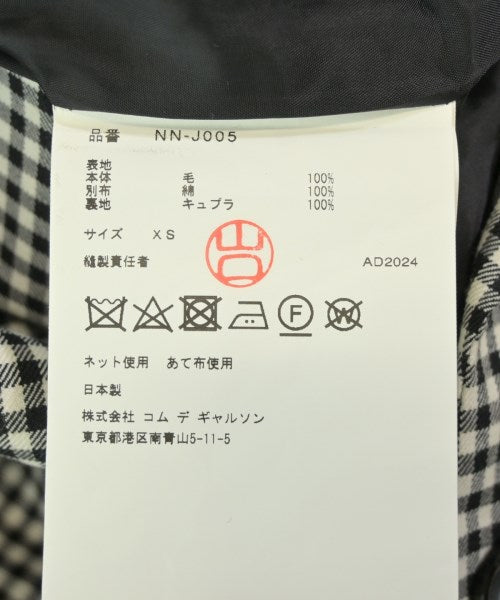 品番 NN-J005
表地
本体 毛 100%
別布 綿 100%
裏地 キュプラ 100%
サイズ XS
縫製責任者 AD2024
F W
ネット使用 あて布使用
日本製
株式会社 コム デ ギャルソン
東京都港区南青山5-11-5